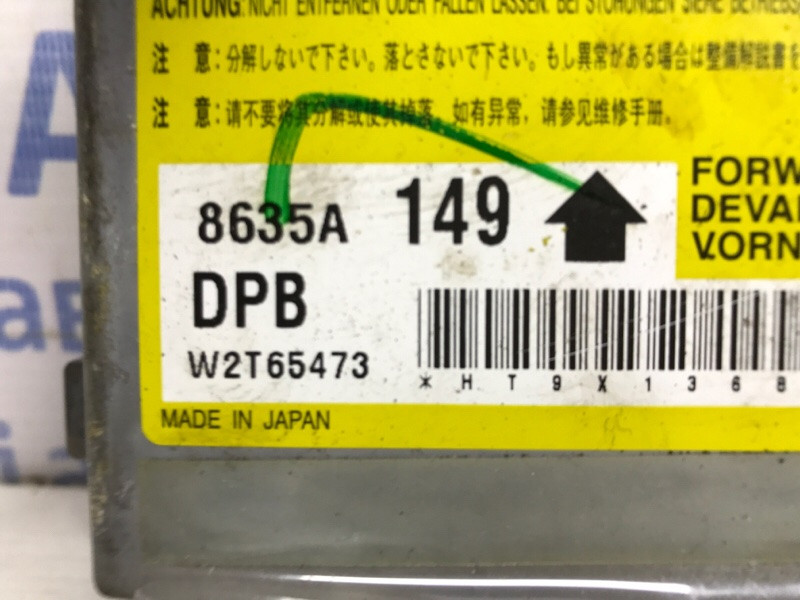 ACHTUNG: NICHT ENTFERNEN ODER FALLEN LASSEN. BEI STÖRUNGEN SIEHE BETRIEBS
注 意：分解しないで下さい。落とさないで下さい。もし異常がある場合は整備解説書を
注 意：请不要将其分解或使其掉落。如有异常，请参见维修手册。
8635A 149
FORW
DEVAN
VORN
DPB
W2T65473
*HT9X1368
MADE IN JAPAN